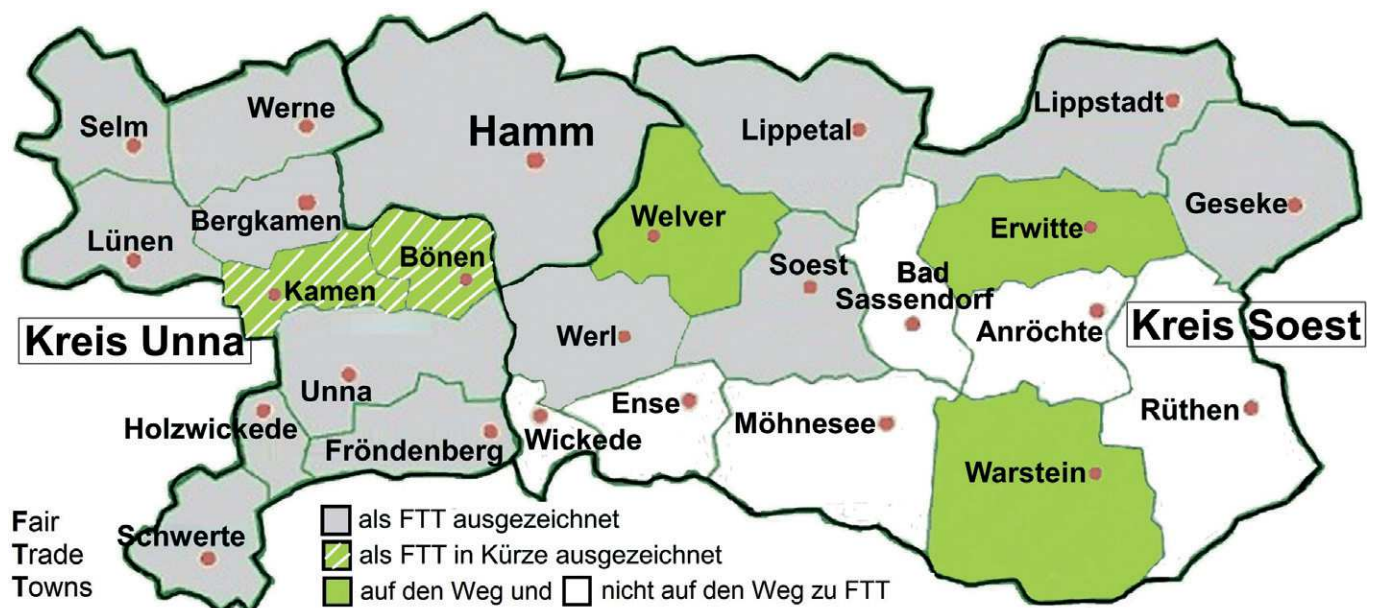 Selm
Werne
Hamm
Lippetal
Lippstadt
Bergkamen
Lünen
Welver
Erwitte
Geseke
Bönen
Kamen
Soest
Bad
Sassendorf
Werl
Anröchte
Kreis Unna
Kreis Soest
Unna
Holzwickede
Fröndenberg
Wickede
Ense
Möhnesee
Rüthen
Warstein
Schwerte
Fair
Trade
Towns
als FTT ausgezeichnet
als FTT in Kürze ausgezeichnet
auf den Weg und nicht auf den Weg zu FTT